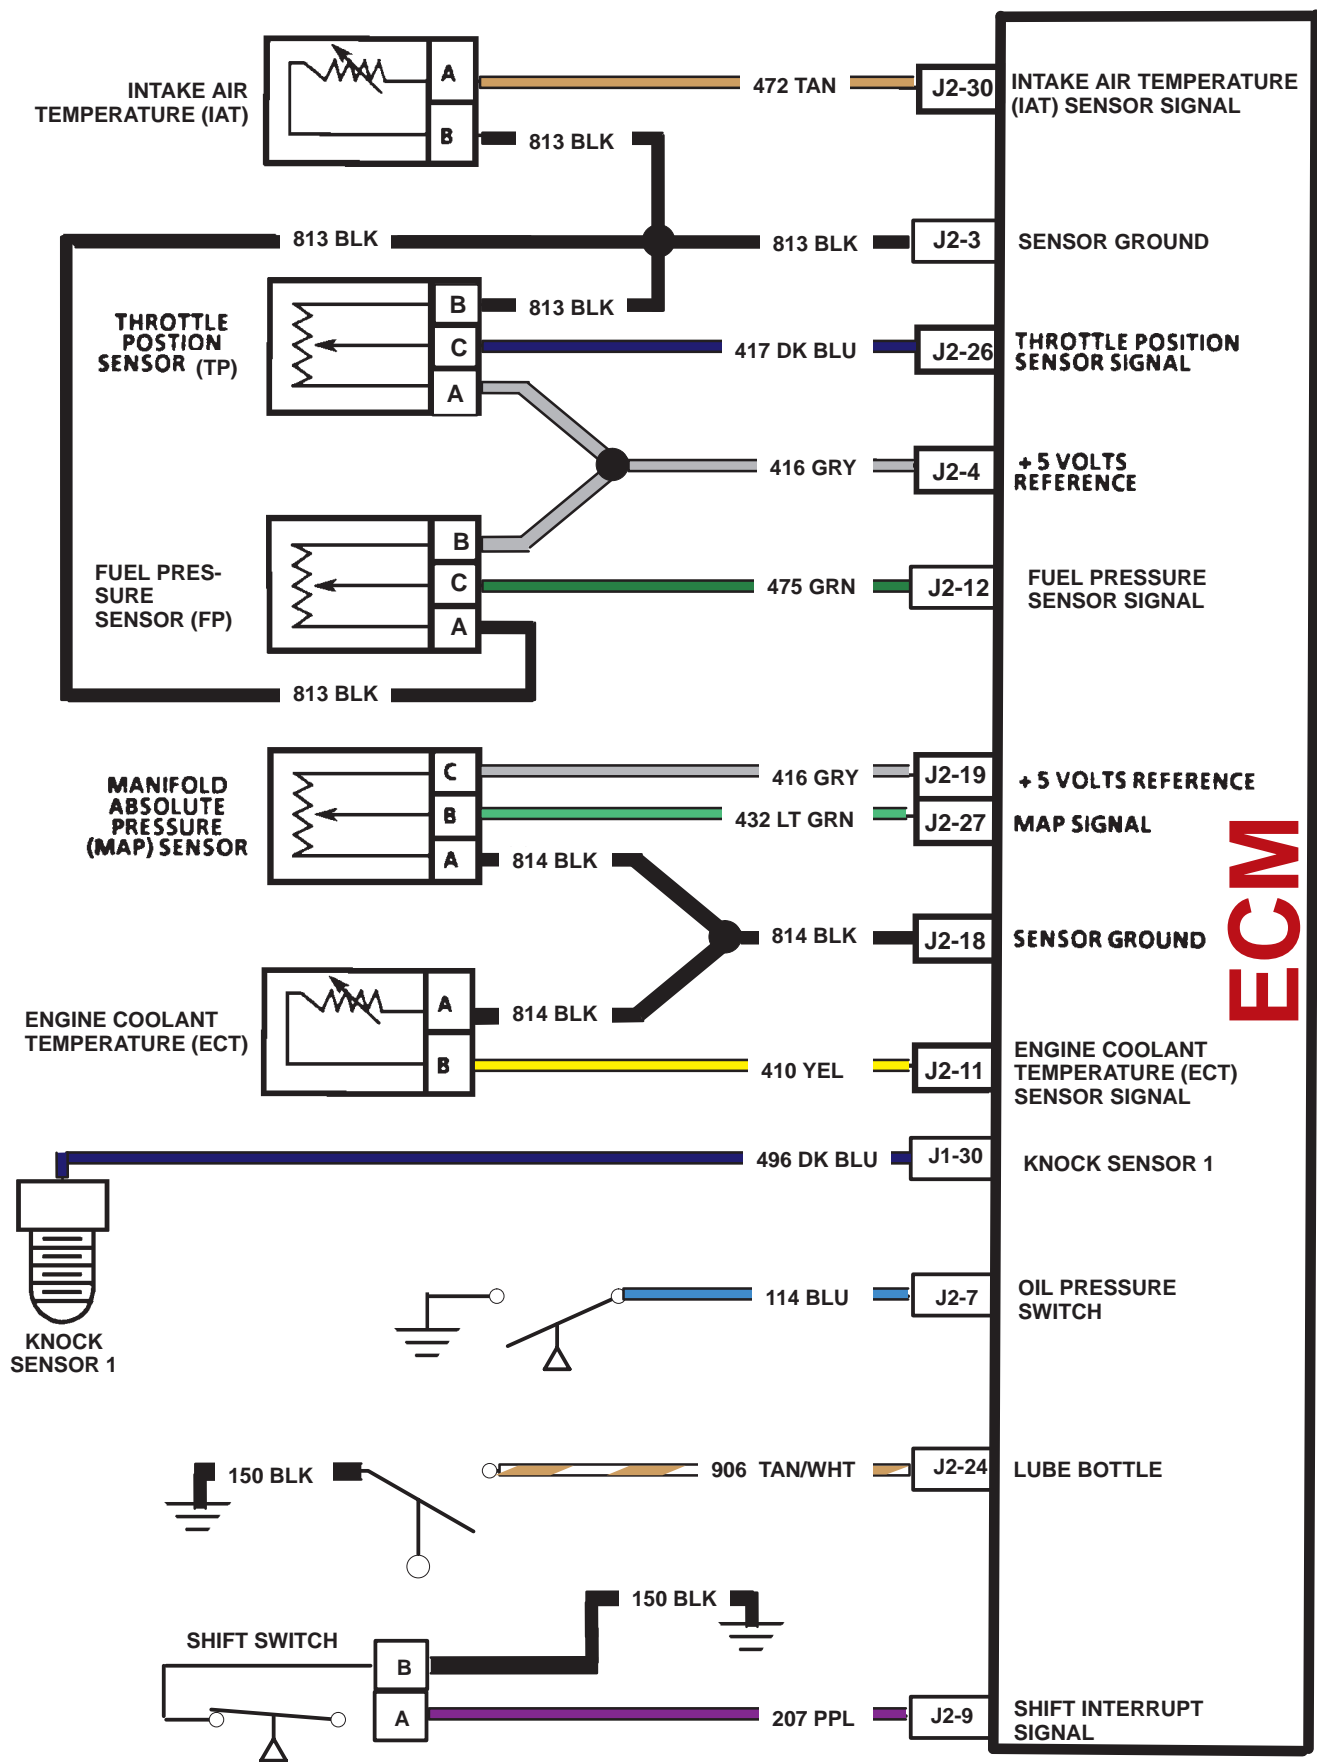 INTAKE AIR
TEMPERATURE (IAT)
A
B
472 TAN
J2-30
INTAKE AIR TEMPERATURE
(IAT) SENSOR SIGNAL
813 BLK
813 BLK
813 BLK
J2-3
SENSOR GROUND
813 BLK
THROTTLE
POSTION
SENSOR (TP)
B
C
A
417 DK BLU
J2-26
THROTTLE POSITION
SENSOR SIGNAL
416 GRY
J2-4
+ 5 VOLTS
REFERENCE
FUEL PRES-
SURE
SENSOR (FP)
B
C
A
475 GRN
J2-12
FUEL PRESSURE
SENSOR SIGNAL
813 BLK
MANIFOLD
ABSOLUTE
PRESSURE
(MAP) SENSOR
C
B
A
416 GRY
J2-19
+ 5 VOLTS REFERENCE
432 LT GRN
J2-27
MAP SIGNAL
814 BLK
814 BLK
J2-18
SENSOR GROUND
ECM
ENGINE COOLANT
TEMPERATURE (ECT)
A
B
814 BLK
410 YEL
J2-11
ENGINE COOLANT
TEMPERATURE (ECT)
SENSOR SIGNAL
496 DK BLU
J1-30
KNOCK SENSOR 1
KNOCK
SENSOR 1
114 BLU
J2-7
OIL PRESSURE
SWITCH
150 BLK
906 TAN/WHT
J2-24
LUBE BOTTLE
150 BLK
SHIFT SWITCH
B
A
207 PPL
J2-9
SHIFT INTERRUPT
SIGNAL